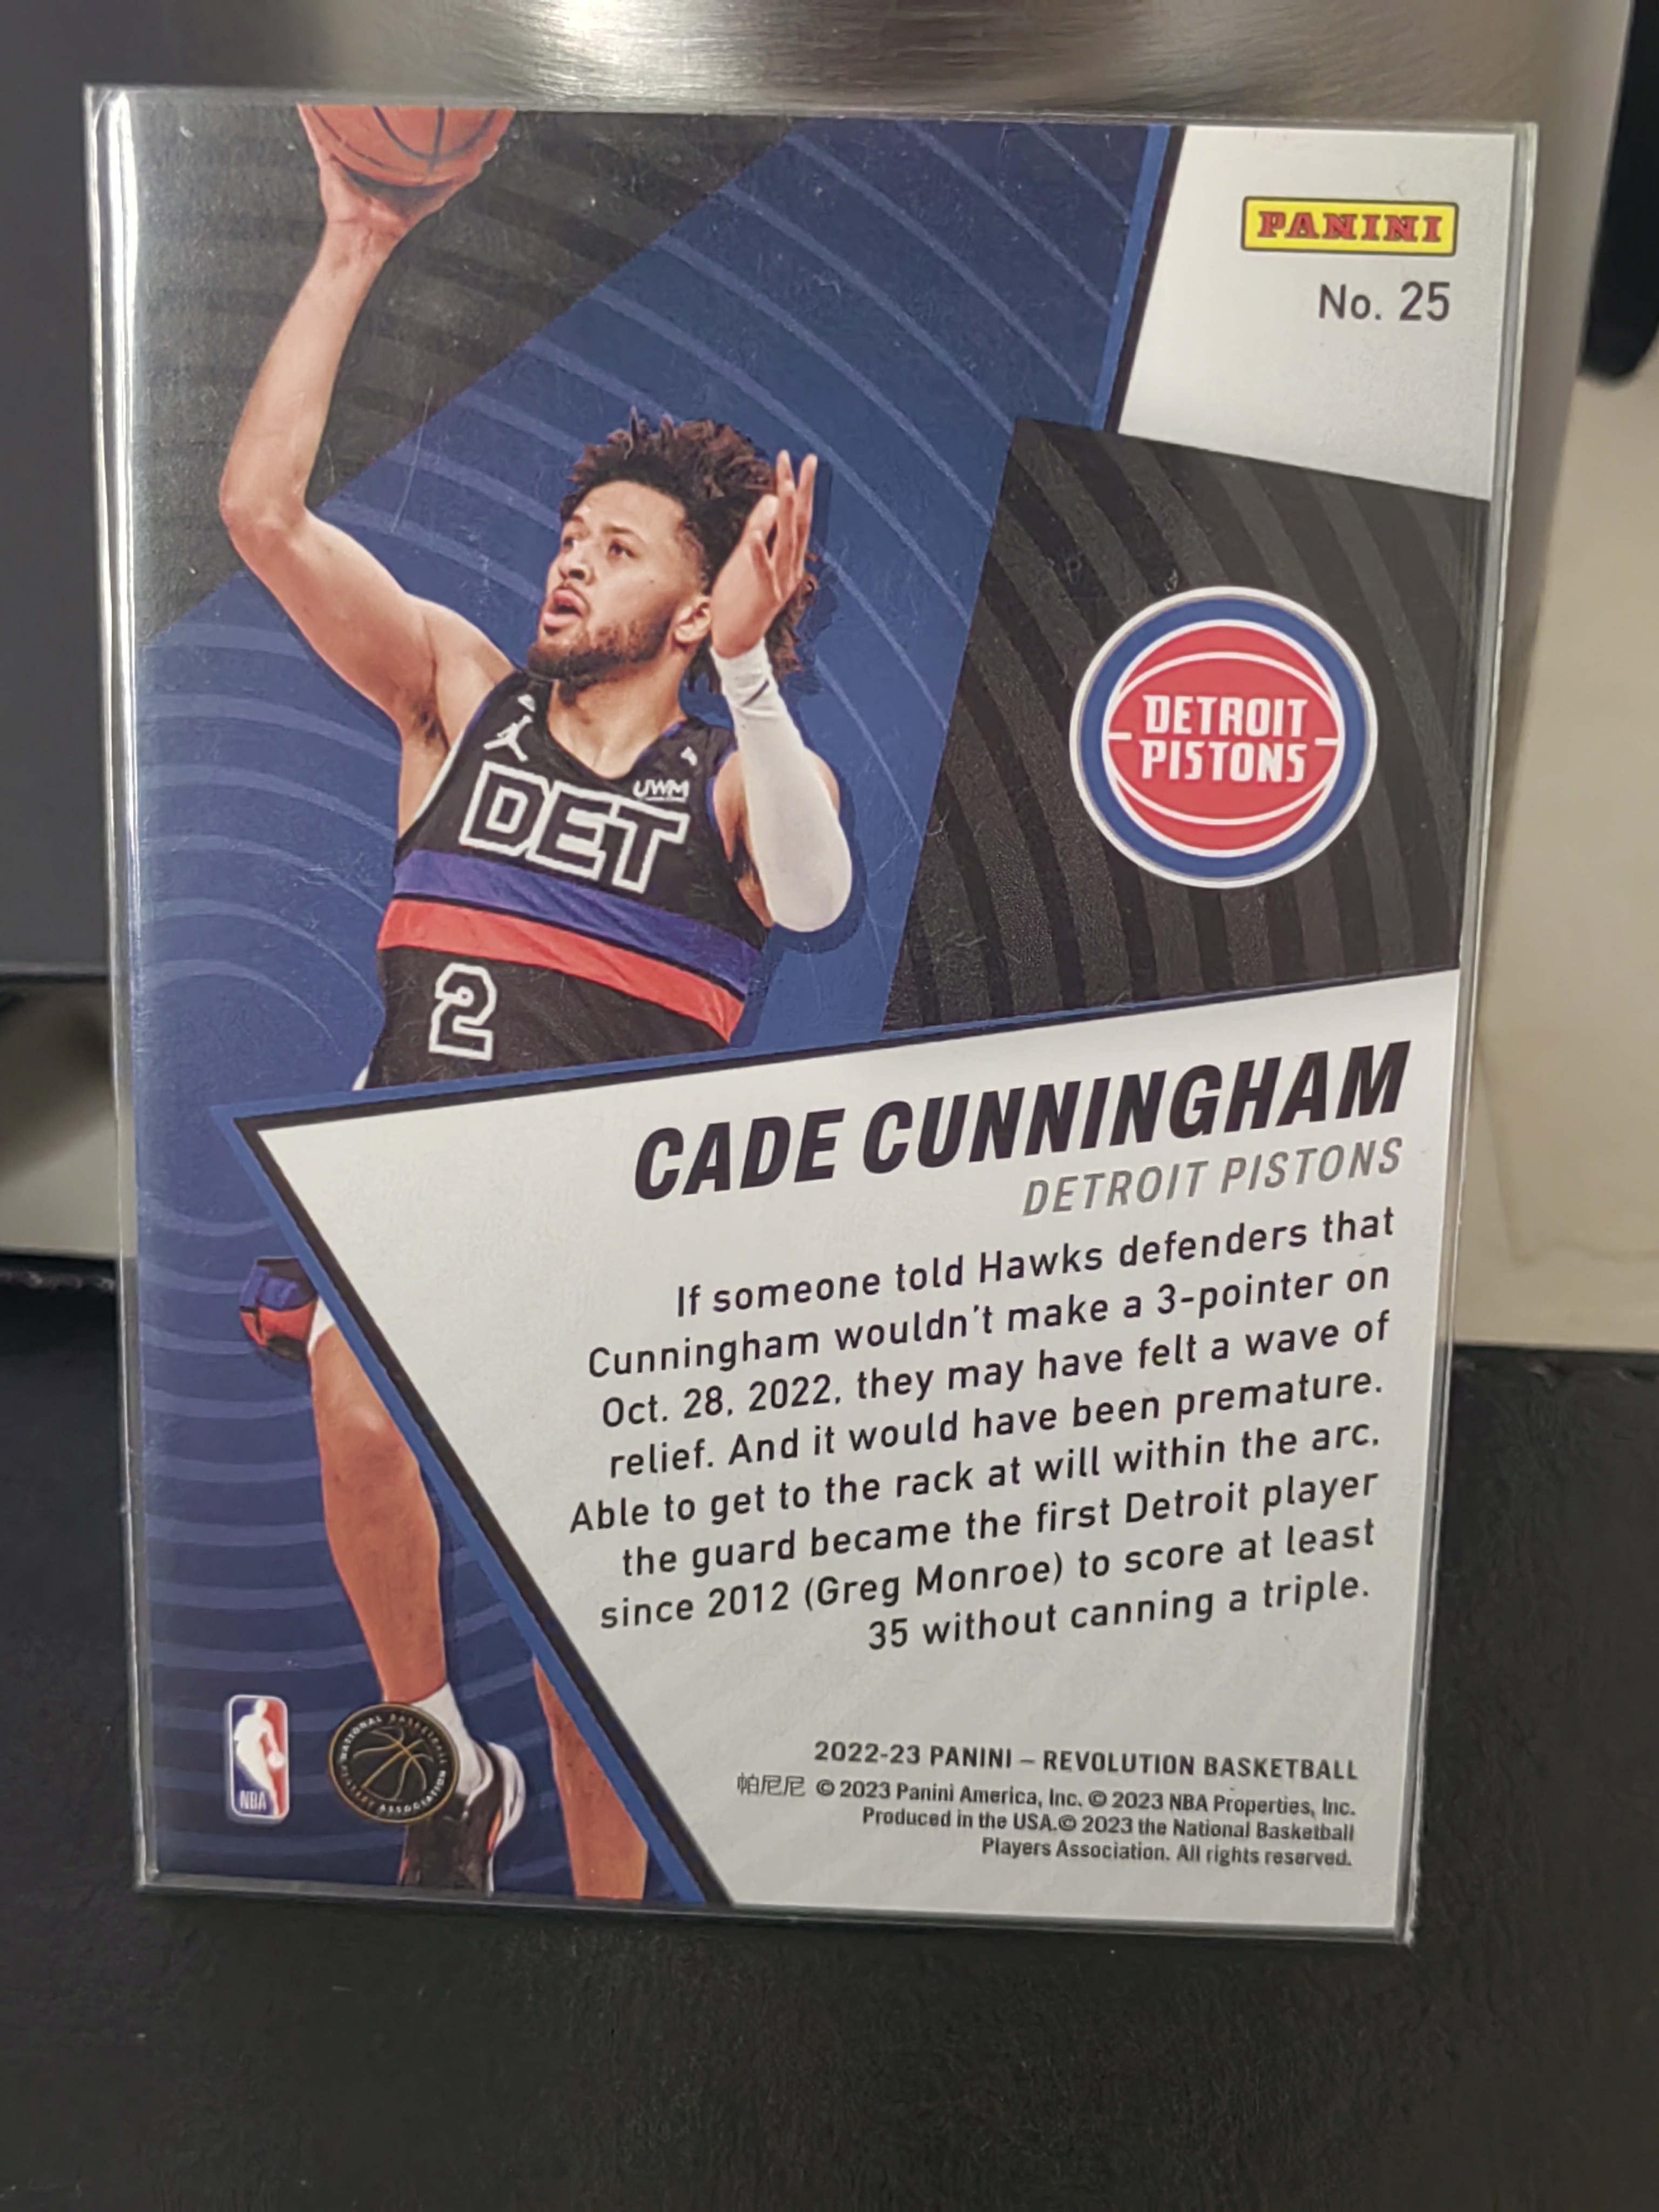 PANINI
No. 25
UWM
DET
2
DETROIT
PISTONS
CADE CUNNINGHAM
DETROIT PISTONS
If someone told Hawks defenders that
Cunningham wouldn't make a 3-pointer on
Oct. 28, 2022, they may have felt a wave of
relief. And it would have been premature.
Able to get to the rack at will within the arc,
the guard became the first Detroit player
since 2012 (Greg Monroe) to score at least
35 without canning a triple.
NBA
NATIONAL BASKETBALL
PLAYERS ASSOCIATION
2022-23 PANINI – REVOLUTION BASKETBALL
帕尼尼 © 2023 Panini America, Inc. © 2023 NBA Properties, Inc.
Produced in the USA.© 2023 the National Basketball
Players Association. All rights reserved.